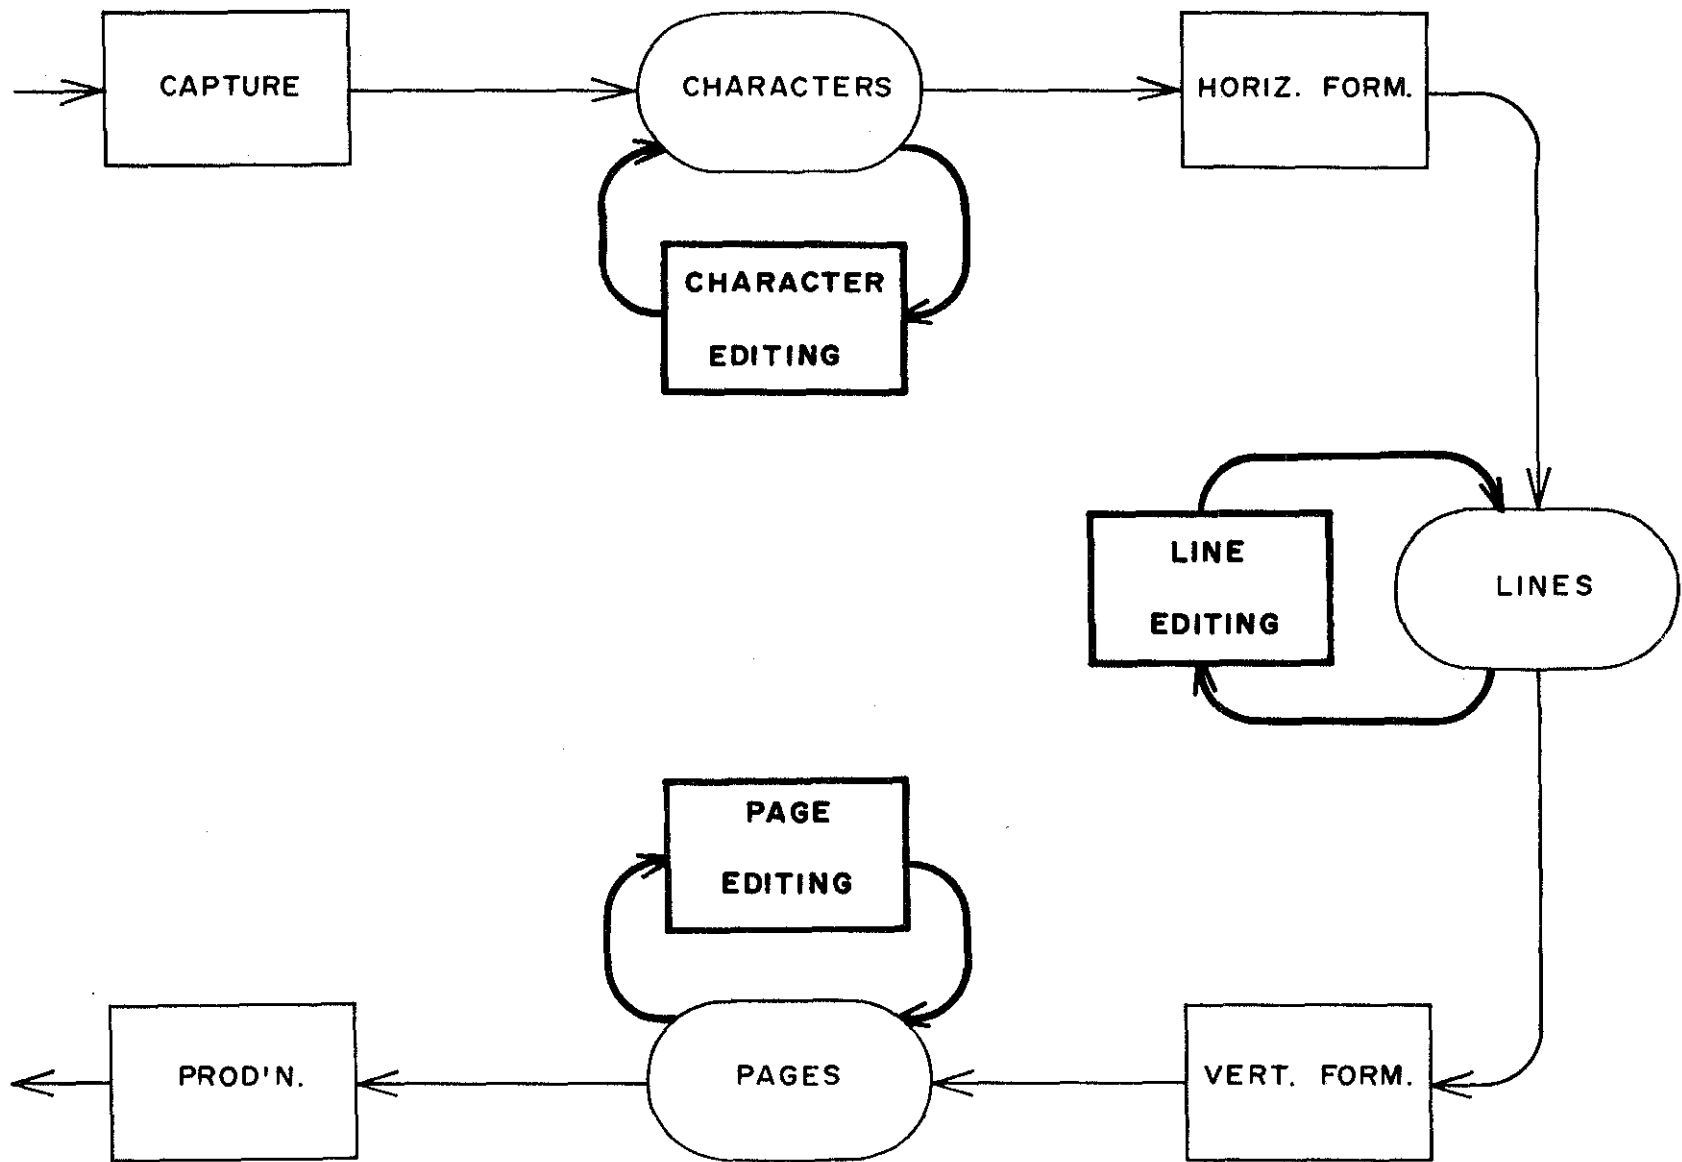 CAPTURE
CHARACTERS
HORIZ. FORM.
CHARACTER
EDITING
LINE
EDITING
LINES
PAGE
EDITING
PROD'N.
PAGES
VERT. FORM.